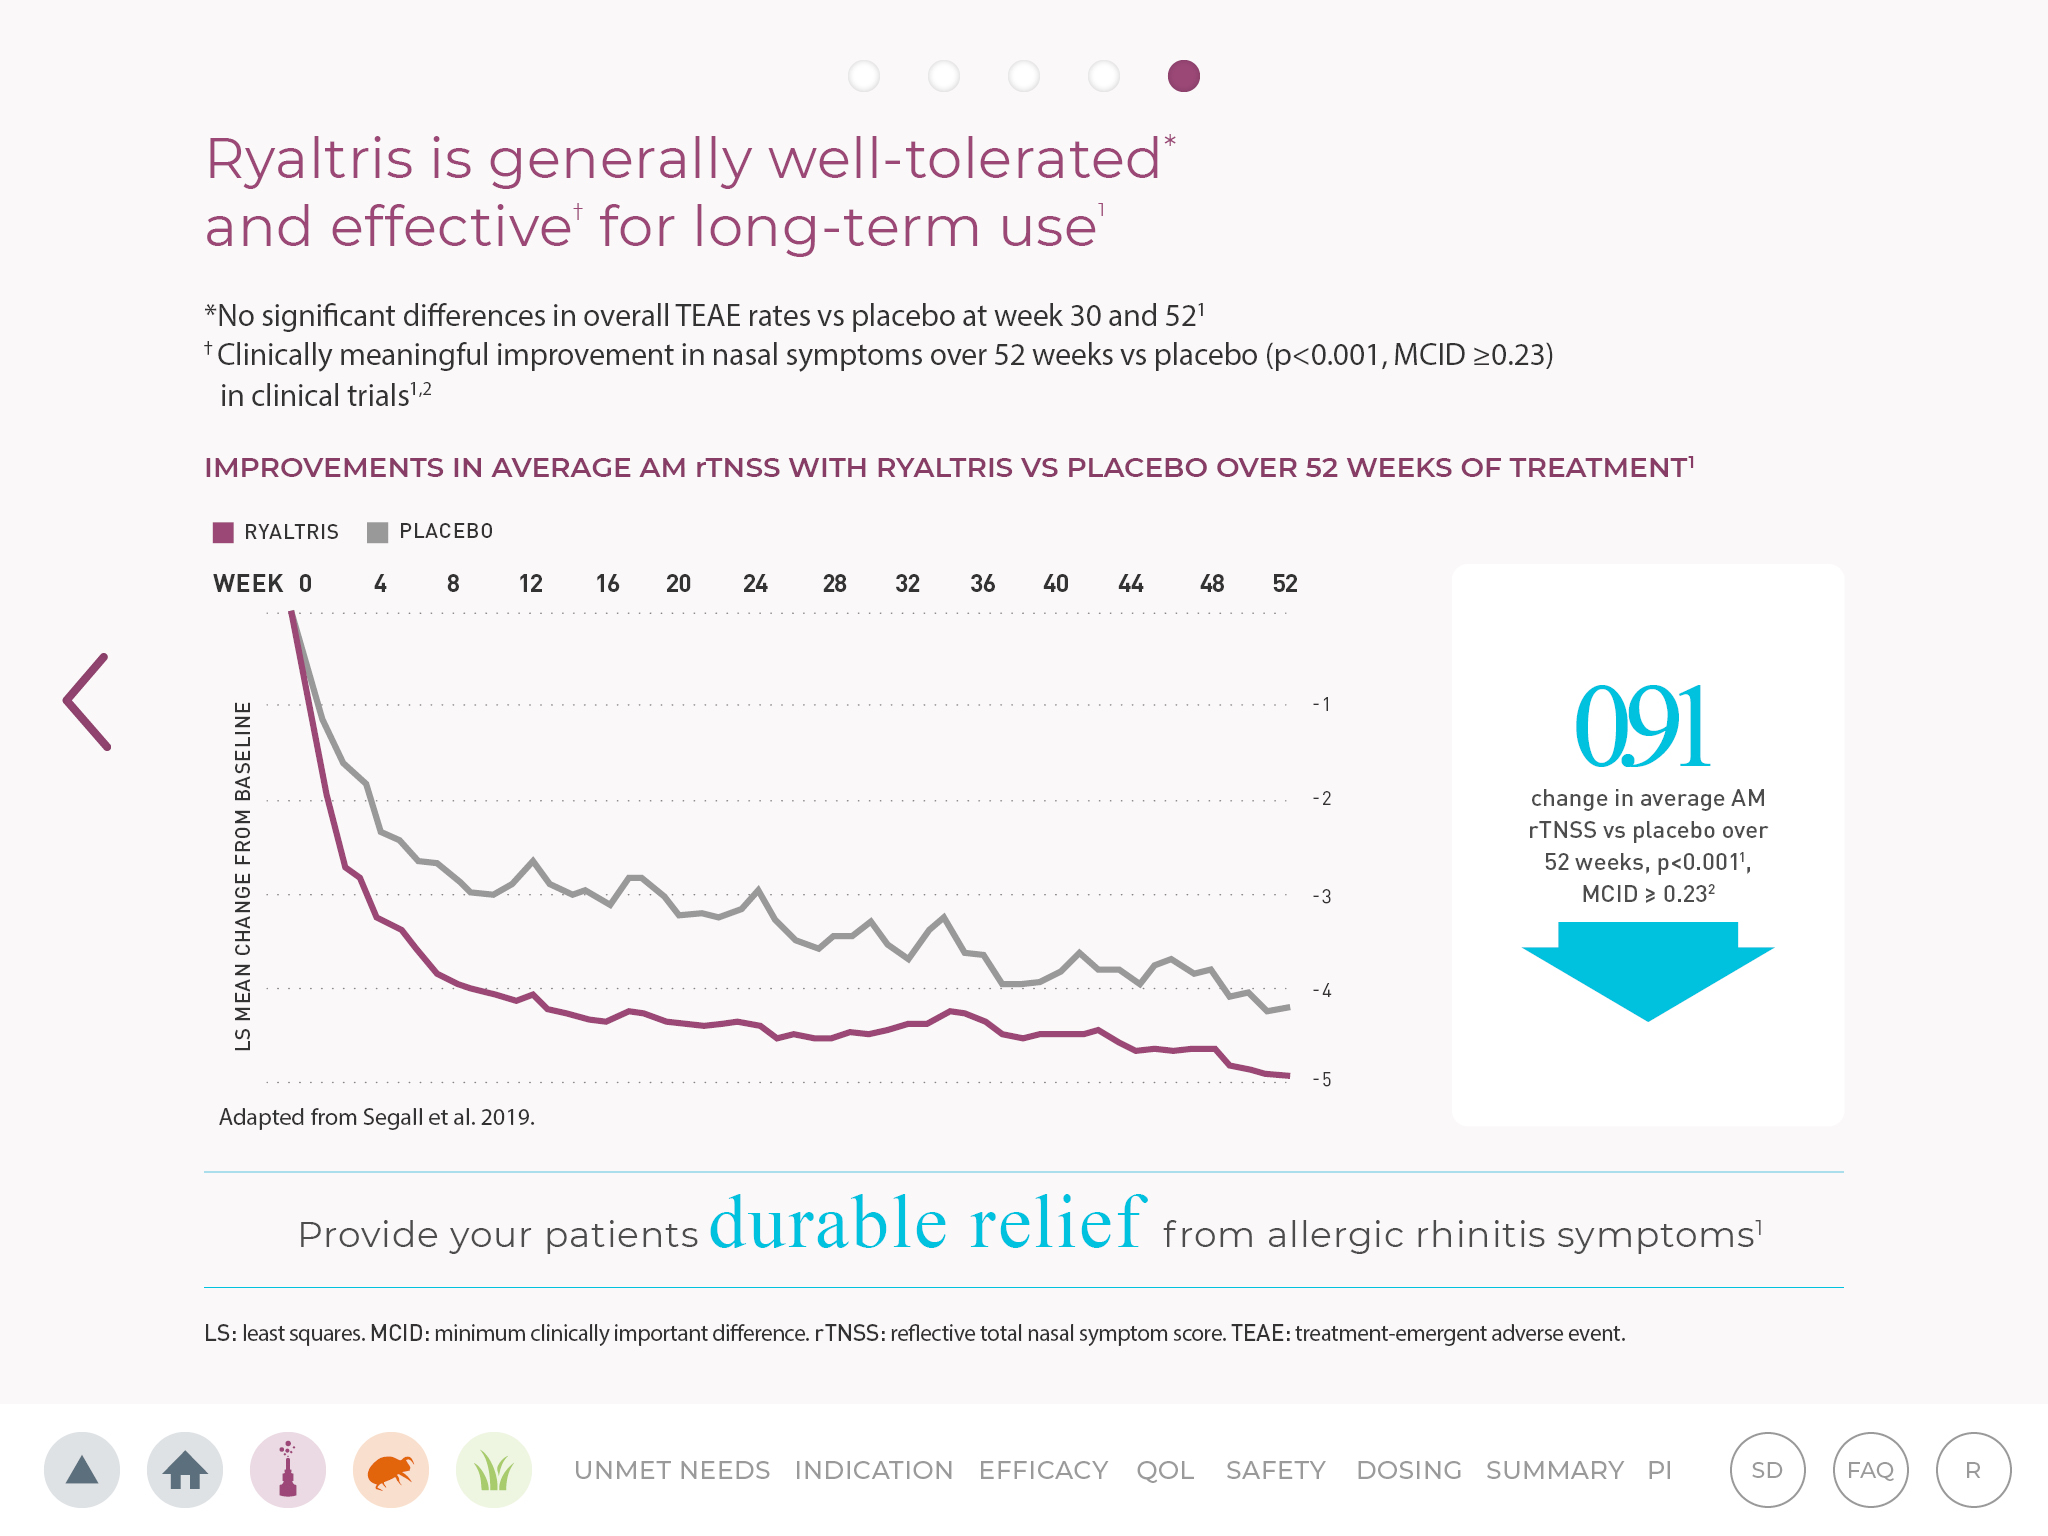 Ryaltris is generally well-tolerated*
and effective† for long-term use¹
*No significant differences in overall TEAE rates vs placebo at week 30 and 52¹
† Clinically meaningful improvement in nasal symptoms over 52 weeks vs placebo (p<0.001, MCID ≥0.23)
in clinical trials¹,²
IMPROVEMENTS IN AVERAGE AM rTNSS WITH RYALTRIS VS PLACEBO OVER 52 WEEKS OF TREATMENT¹
RYALTRIS PLACEBO
WEEK 0 4 8 12 16 20 24 28 32 36 40 44 48 52
LS MEAN CHANGE FROM BASELINE
-1
-2
-3
-4
-5
Adapted from Segall et al. 2019.
0.91
change in average AM
rTNSS vs placebo over
52 weeks, p<0.001¹,
MCID ⩾ 0.23²
Provide your patients durable relief from allergic rhinitis symptoms¹
LS: least squares. MCID: minimum clinically important difference. rTNSS: reflective total nasal symptom score. TEAE: treatment-emergent adverse event.
UNMET NEEDS INDICATION EFFICACY QOL SAFETY DOSING SUMMARY PI SD FAQ R